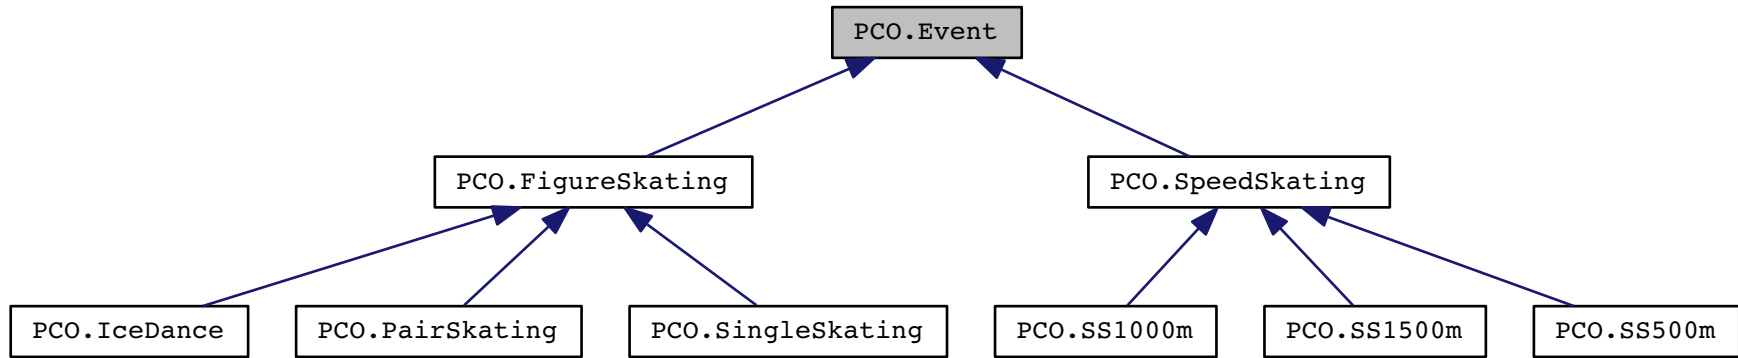 PCO.Event
PCO.FigureSkating
PCO.SpeedSkating
PCO.IceDance
PCO.PairSkating
PCO.SingleSkating
PCO.SS1000m
PCO.SS1500m
PCO.SS500m